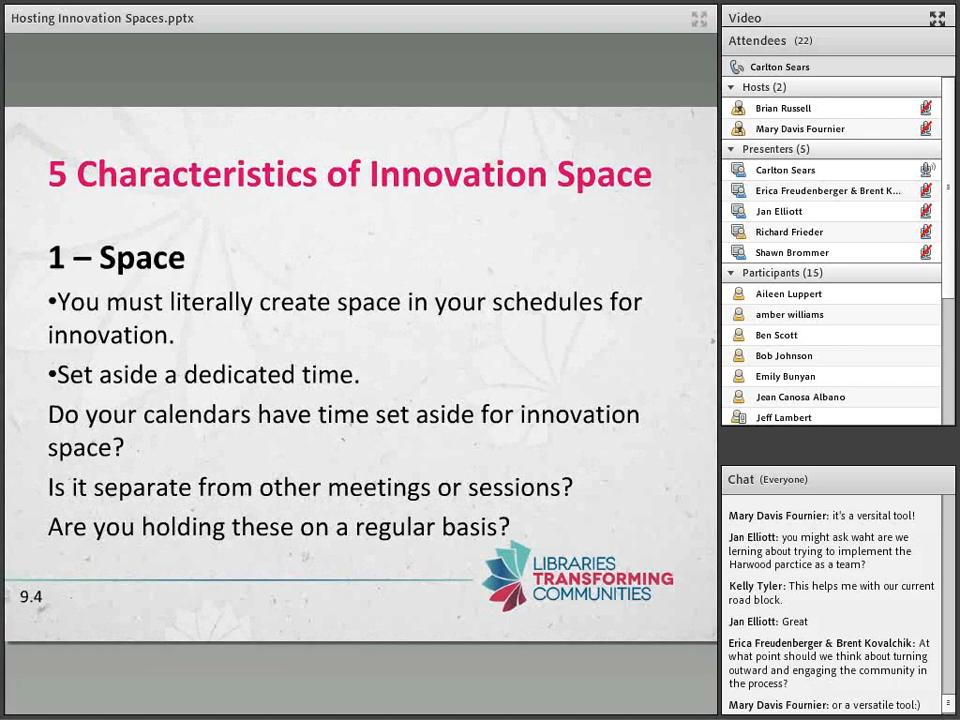 Hosting Innovation Spaces.pptx
5 Characteristics of Innovation Space
1 – Space
•You must literally create space in your schedules for
innovation.
•Set aside a dedicated time.
Do your calendars have time set aside for innovation
space?
Is it separate from other meetings or sessions?
Are you holding these on a regular basis?
LIBRARIES
TRANSFORMING
COMMUNITIES
9.4
Video
Attendees (22)
Carlton Sears
Hosts (2)
Brian Russell
Mary Davis Fournier
Presenters (5)
Carlton Sears
Erica Freudenberger & Brent K...
Jan Elliott
Richard Frieder
Shawn Brommer
Participants (15)
Aileen Luppert
amber williams
Ben Scott
Bob Johnson
Emily Bunyan
Jean Canosa Albano
Jeff Lambert
Chat (Everyone)
Mary Davis Fournier: it's a versital tool!
Jan Elliott: you might ask waht are we
lerning about trying to implement the
Harwood parctice as a team?
Kelly Tyler: This helps me with our current
road block.
Jan Elliott: Great
Erica Freudenberger & Brent Kovalchik: At
what point should we think about turning
outward and engaging the community in
the process?
Mary Davis Fournier: or a versatile tool:)